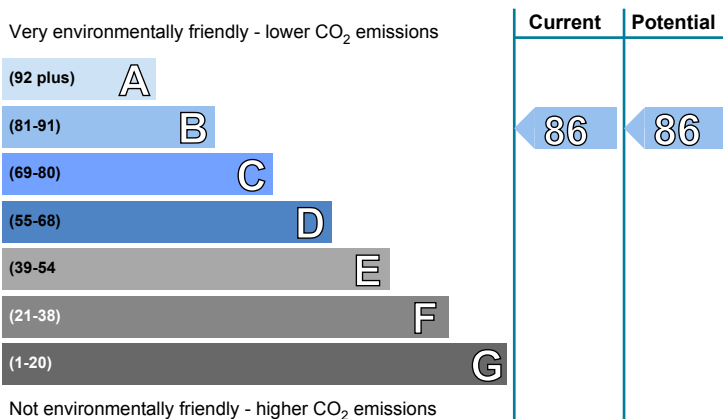 Very environmentally friendly - lower CO2 emissions
Current
Potential
(92 plus) A
(81-91) B
86
86
(69-80) C
(55-68) D
(39-54 E
(21-38) F
(1-20) G
Not environmentally friendly - higher CO2 emissions